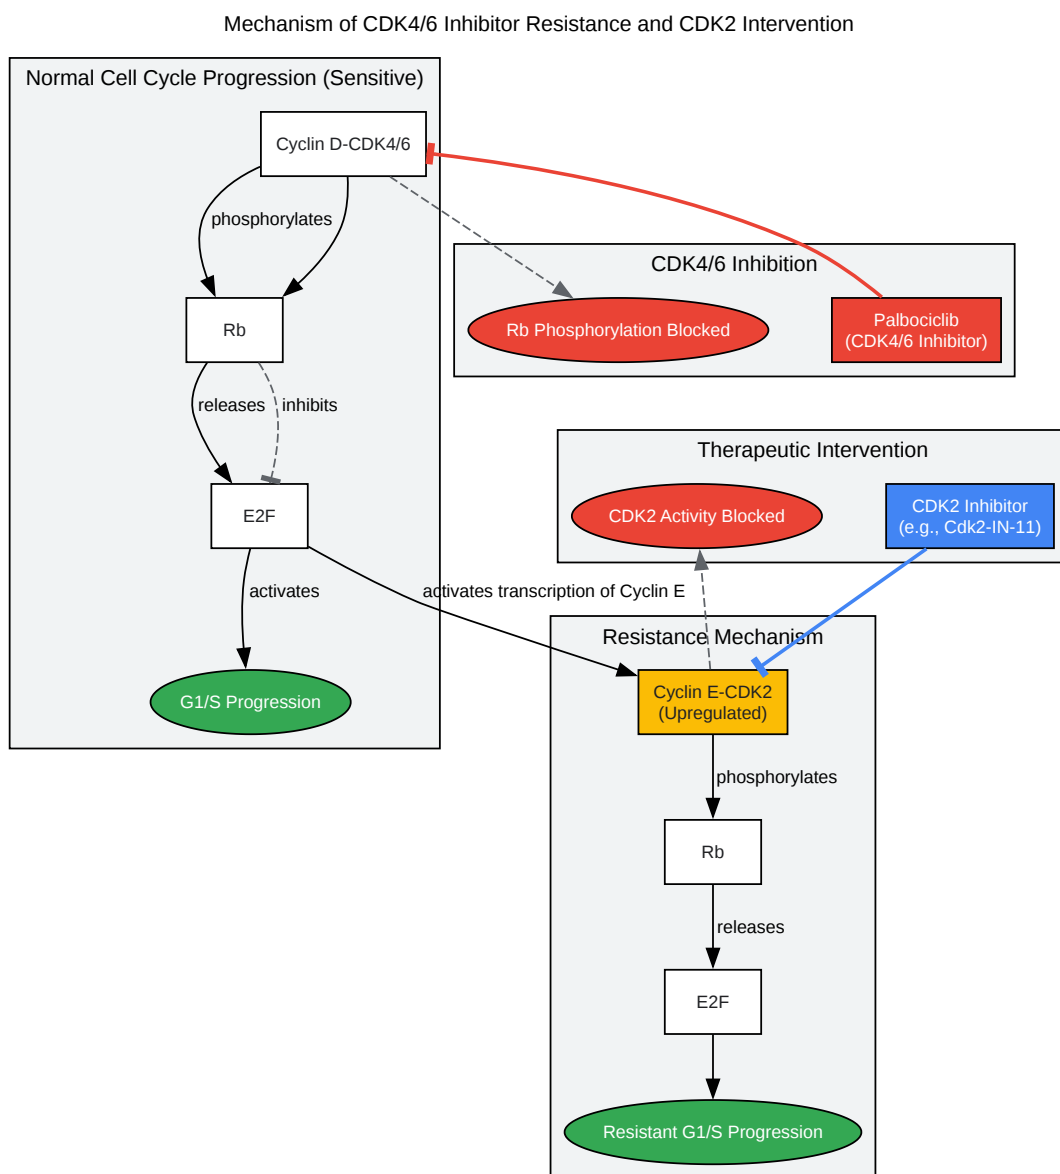 Mechanism of CDK4/6 Inhibitor Resistance and CDK2 Intervention
Normal Cell Cycle Progression (Sensitive)
Cyclin D-CDK4/6
phosphorylates
Rb
releases
inhibits
E2F
activates
G1/S Progression
CDK4/6 Inhibition
Rb Phosphorylation Blocked
Palbociclib
(CDK4/6 Inhibitor)
Therapeutic Intervention
CDK2 Activity Blocked
CDK2 Inhibitor
(e.g., Cdk2-IN-11)
activates transcription of Cyclin E
Resistance Mechanism
Cyclin E-CDK2
(Upregulated)
phosphorylates
Rb
releases
E2F
Resistant G1/S Progression